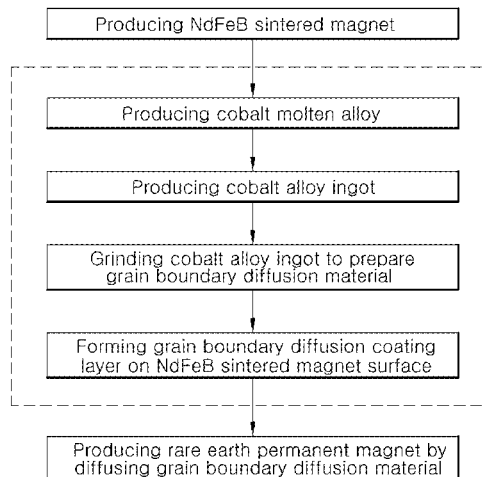 Producing NdFeB sintered magnet
Producing cobalt molten alloy
Producing cobalt alloy ingot
Grinding cobalt alloy ingot to prepare
grain boundary diffusion material
Forming grain boundary diffusion coating
layer on NdFeB sintered magnet surface
Producing rare earth permanent magnet by
diffusing grain boundary diffusion material